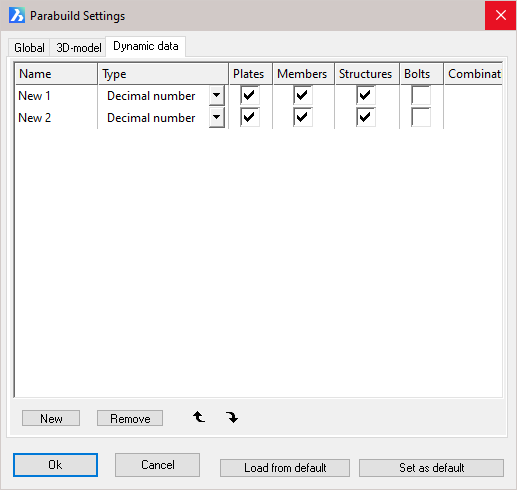 Parabuild Settings
Global 3D-model Dynamic data
Name Type Plates Members Structures Bolts Combinat
New 1 Decimal number
New 2 Decimal number
New Remove
Ok Cancel Load from default Set as default